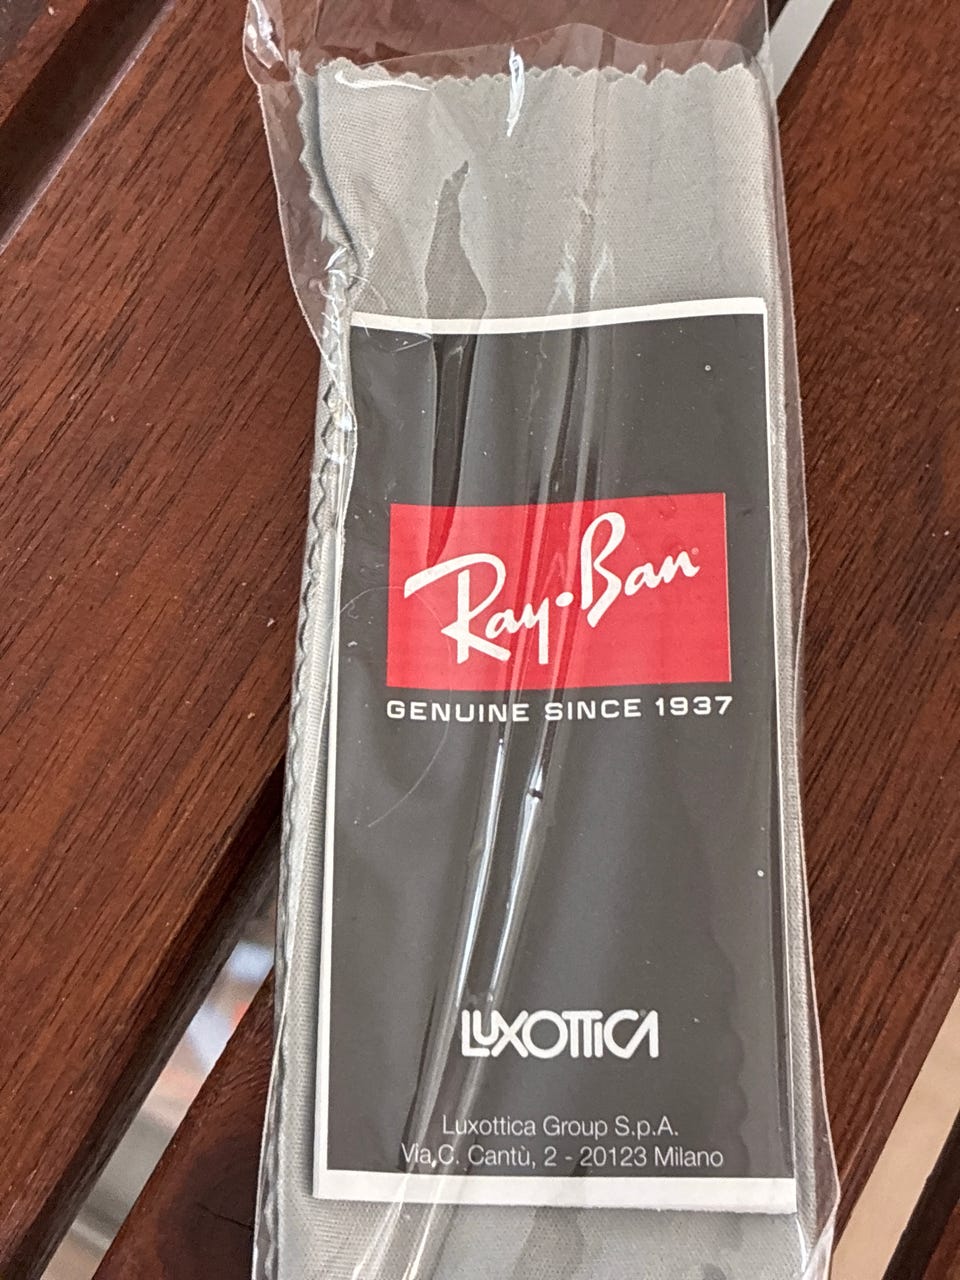 Ray-Ban
GENUINE SINCE 1937
LUXOTTICA
Luxottica Group S.p.A.
Via C. Cantù, 2 - 20123 Milano